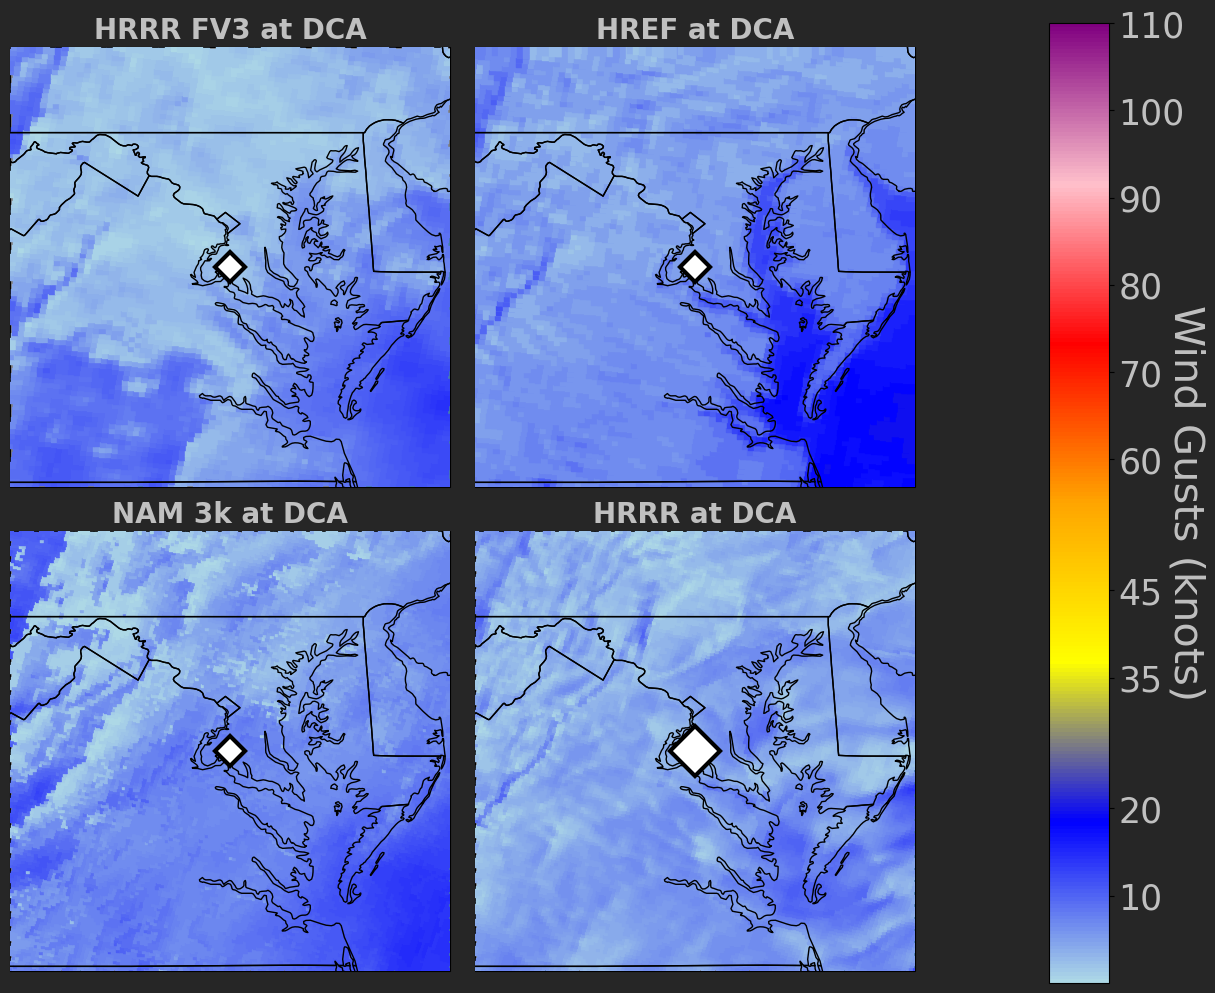 HRRR FV3 at DCA
HREF at DCA
NAM 3k at DCA
HRRR at DCA
110
100
90
80
70
60
45
35
20
10
Wind Gusts (knots)